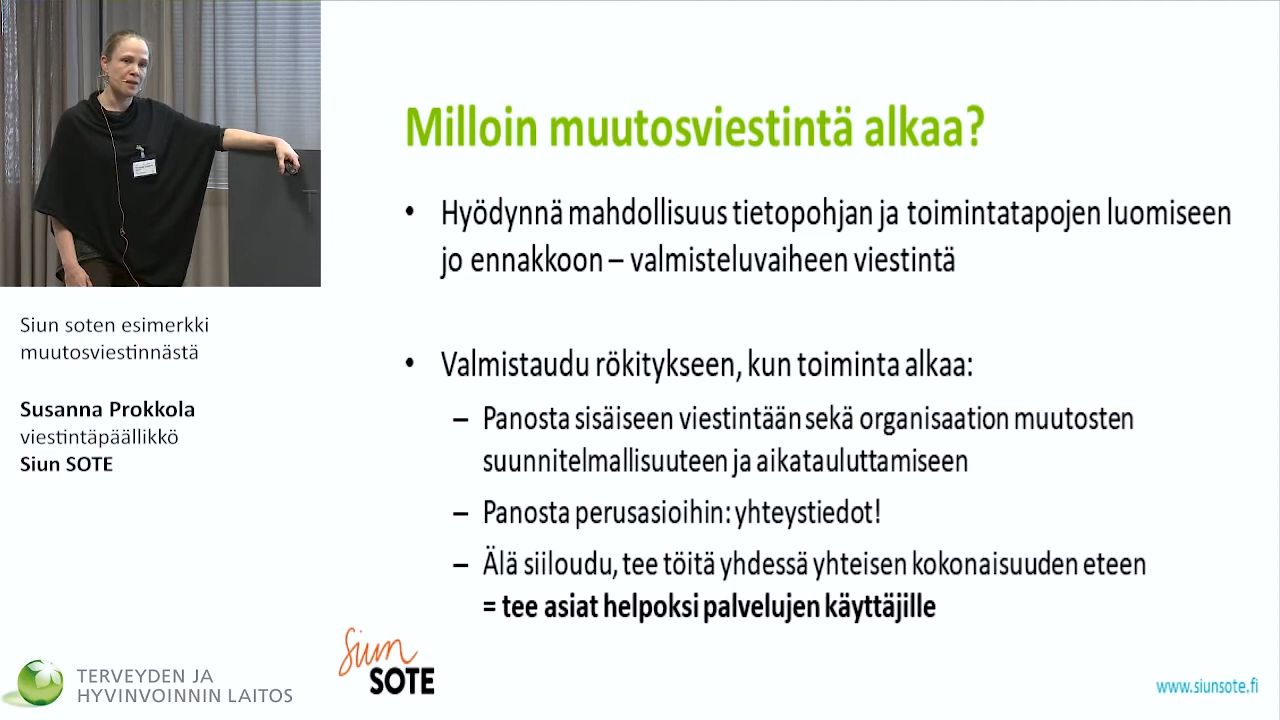 Milloin muutosviestintä alkaa?
• Hyödynnä mahdollisuus tietopohjan ja toimintatapojen luomiseen
jo ennakkoon – valmisteluvaiheen viestintä
• Valmistaudu rökitykseen, kun toiminta alkaa:
– Panosta sisäiseen viestintään sekä organisaation muutosten
suunnitelmallisuuteen ja aikatauluttamiseen
– Panosta perusasioihin: yhteystiedot!
– Älä siiloudu, tee töitä yhdessä yhteisen kokonaisuuden eteen
= tee asiat helpoksi palvelujen käyttäjille
Siun soten esimerkki
muutosviestinnästä
Susanna Prokkola
viestintäpäällikkö
Siun SOTE
TERVEYDEN JA
HYVINVOINNIN LAITOS
Siun
SOTE
www.siunsote.fi